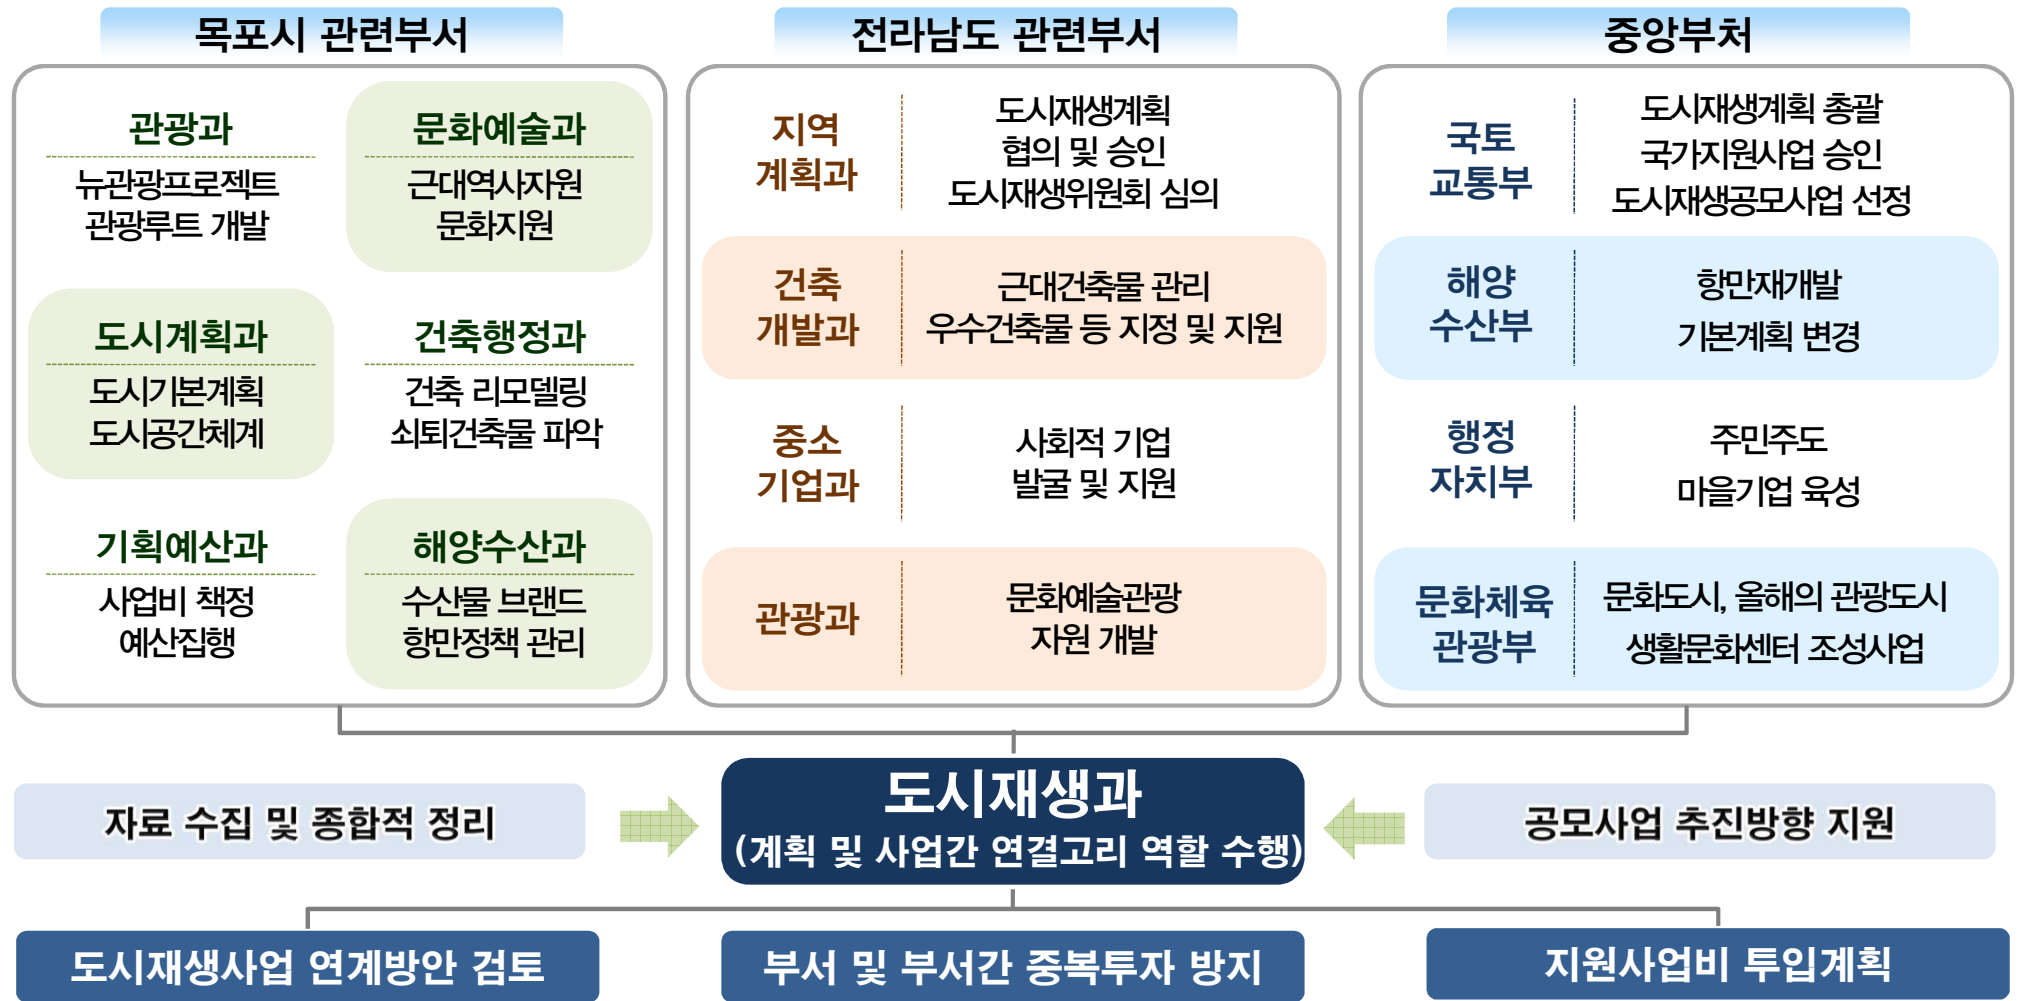 목포시 관련부서
관광과
뉴관광프로젝트
관광루트 개발
문화예술과
근대역사자원
문화지원
도시계획과
도시기본계획
도시공간체계
건축행정과
건축 리모델링
쇠퇴건축물 파악
기획예산과
사업비 책정
예산집행
해양수산과
수산물 브랜드
항만정책 관리
전라남도 관련부서
지역
계획과
도시재생계획
협의 및 승인
도시재생위원회 심의
건축
개발과
근대건축물 관리
우수건축물 등 지정 및 지원
중소
기업과
사회적 기업
발굴 및 지원
관광과
문화예술관광
자원 개발
중앙부처
국토
교통부
도시재생계획 총괄
국가지원사업 승인
도시재생공모사업 선정
해양
수산부
항만재개발
기본계획 변경
행정
자치부
주민주도
마을기업 육성
문화체육
관광부
문화도시, 올해의 관광도시
생활문화센터 조성사업
자료 수집 및 종합적 정리
도시재생과
(계획 및 사업간 연결고리 역할 수행)
공모사업 추진방향 지원
도시재생사업 연계방안 검토
부서 및 부서간 중복투자 방지
지원사업비 투입계획